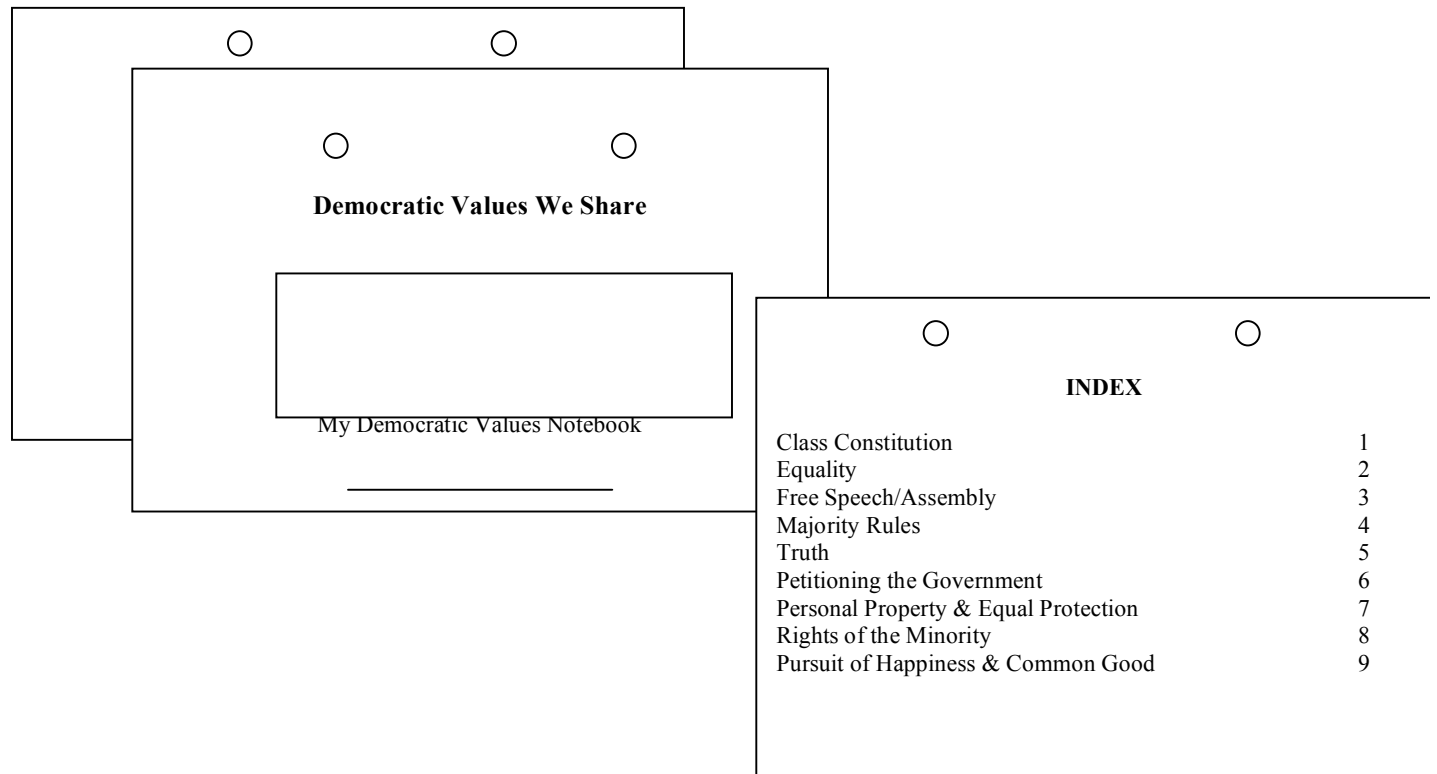 Democratic Values We Share
My Democratic Values Notebook
INDEX
Class Constitution 1
Equality 2
Free Speech/Assembly 3
Majority Rules 4
Truth 5
Petitioning the Government 6
Personal Property & Equal Protection 7
Rights of the Minority 8
Pursuit of Happiness & Common Good 9